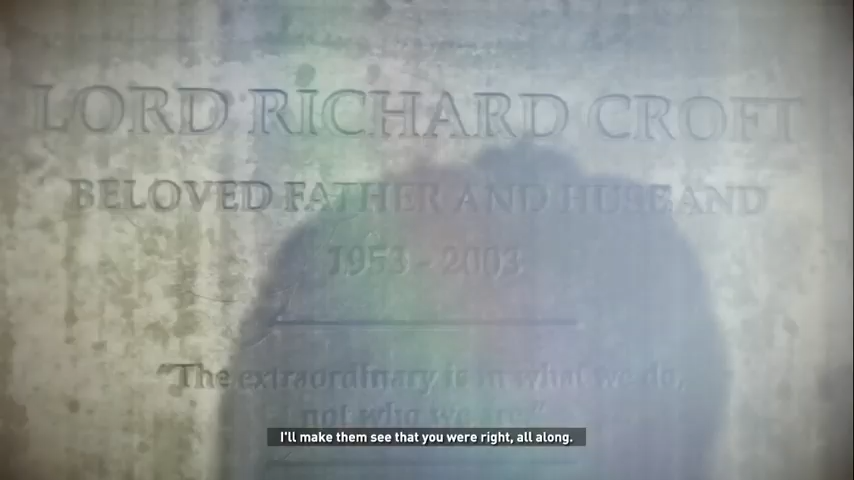 LORD RICHARD CROFT
BELOVED FATHER AND HUSBAND
1953 - 2003
"The extraordinary is in what we do,
not who we are."
I'll make them see that you were right, all along.